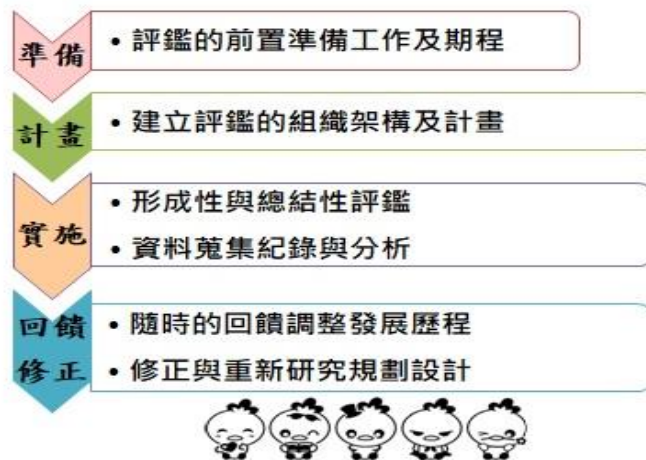 準備
• 評鑑的前置準備工作及期程
計畫
• 建立評鑑的組織架構及計畫
實施
• 形成性與總結性評鑑
• 資料蒐集紀錄與分析
回饋
修正
• 隨時的回饋調整發展歷程
• 修正與重新研究規劃設計